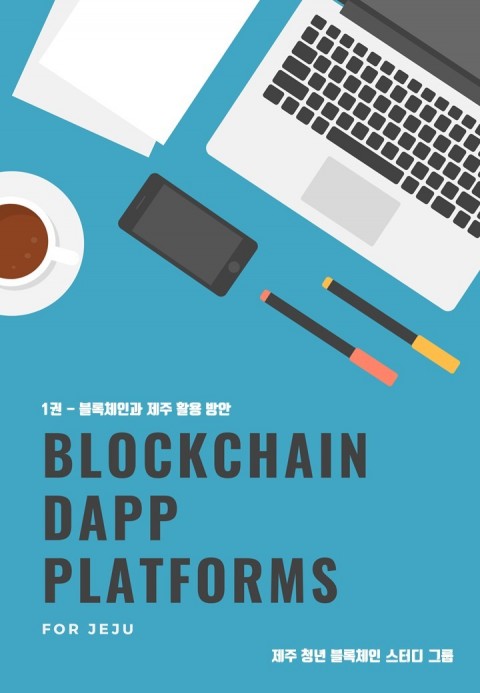 1권 - 블록체인과 제주 활용 방안
BLOCKCHAIN
DAPP
PLATFORMS
FOR JEJU
제주 청년 블록체인 스터디 그룹